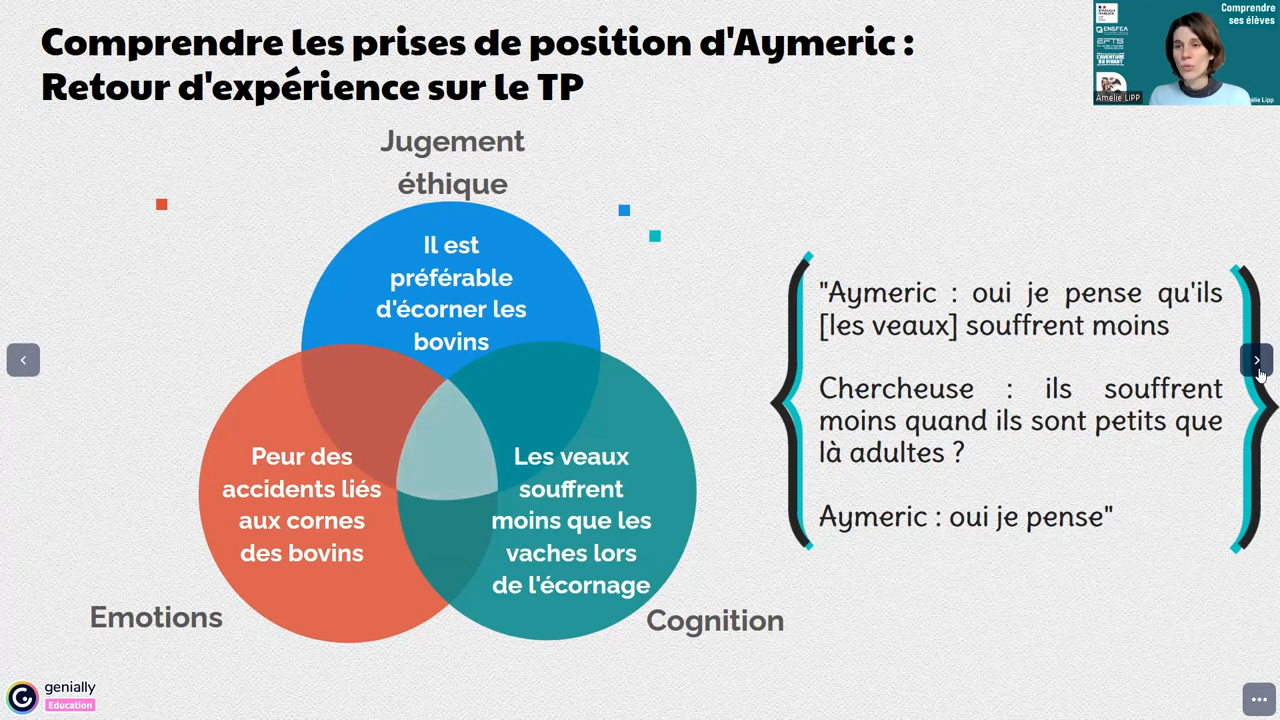 Comprendre les prises de position d'Aymeric :
Retour d'expérience sur le TP
Comprendre
ses élèves
ENSFEA
Amélie LIPP
élie Lipp
Jugement
éthique
Il est
préférable
d'écorner les
bovins
Peur des
accidents liés
aux cornes
des bovins
Les veaux
souffrent
moins que les
vaches lors
de l'écornage
Emotions
Cognition
"Aymeric : oui je pense qu'ils
[les veaux] souffrent moins
Chercheuse : ils souffrent
moins quand ils sont petits que
là adultes ?
Aymeric : oui je pense"
genially
Education